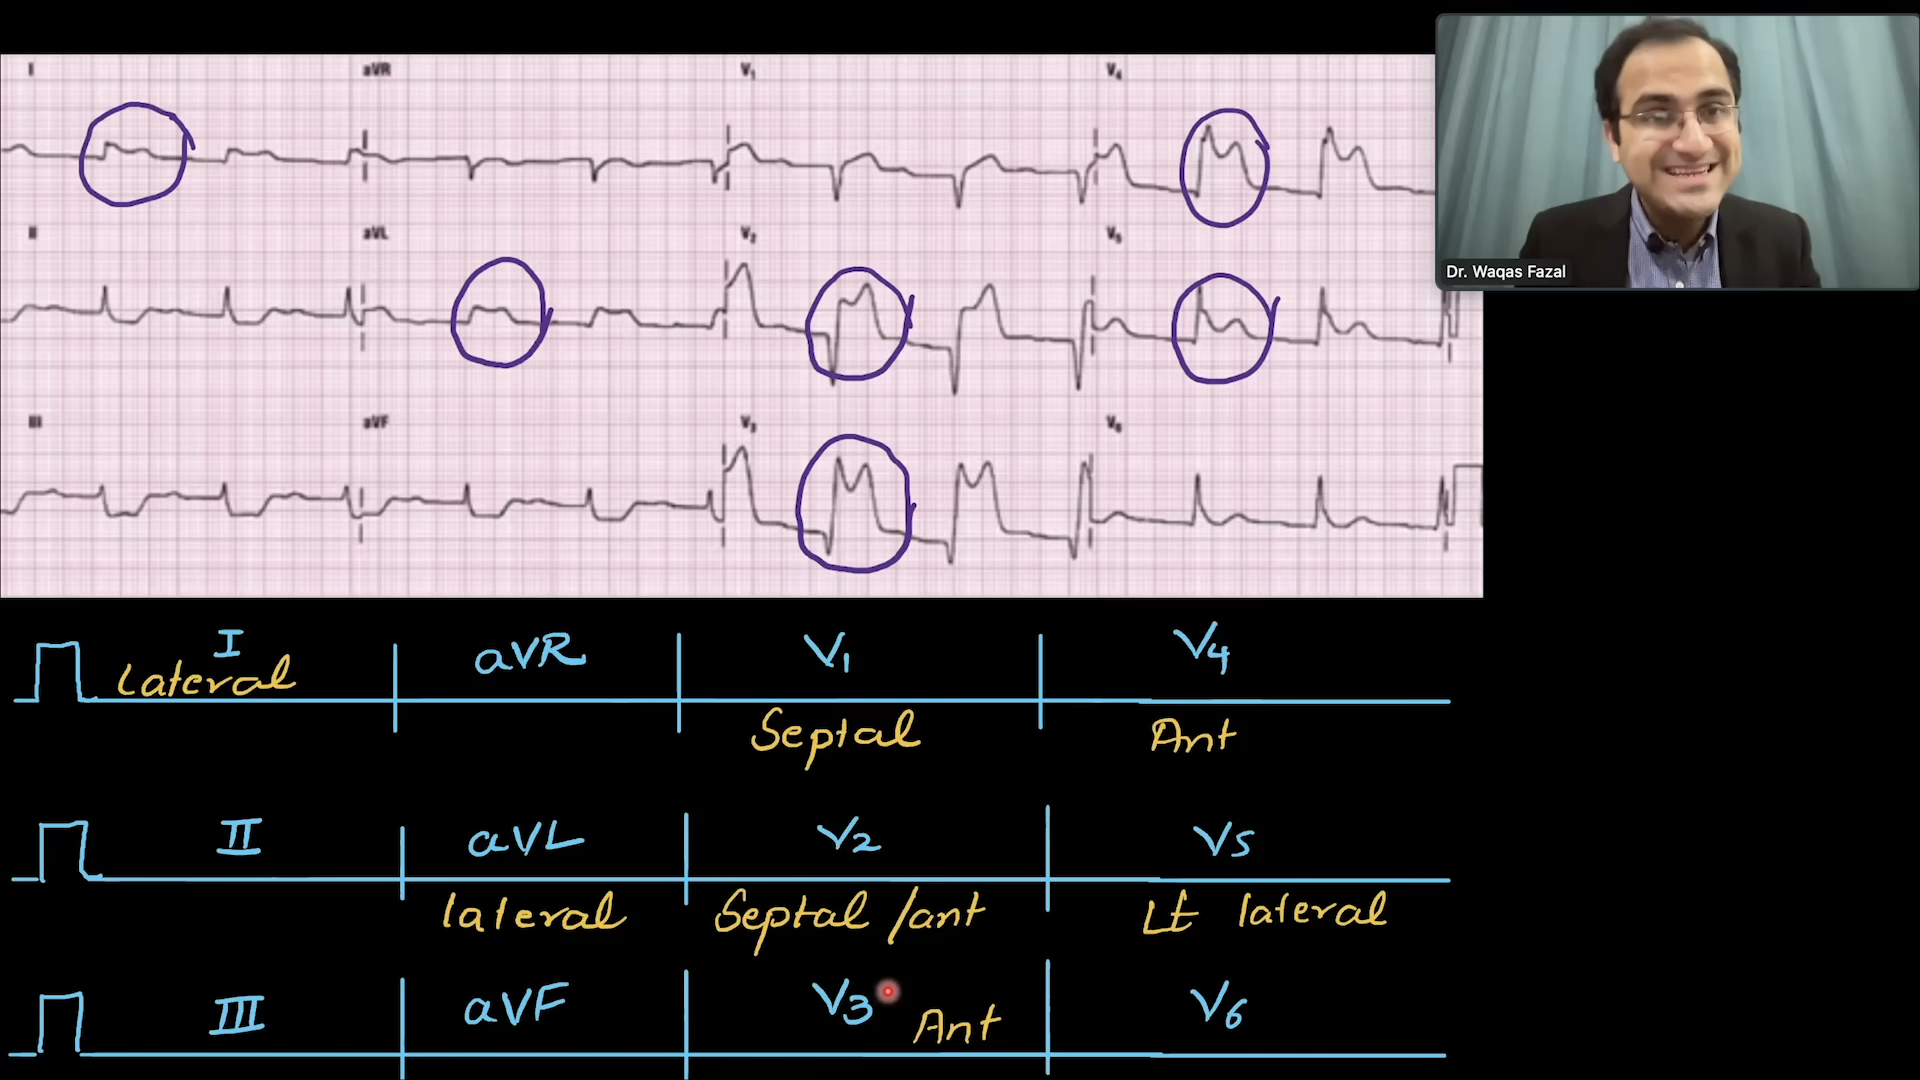 I aVR V₁ V₄
Dr. Waqas Fazal
II aVL V₂ V₅
III aVF V₃ V₆
I aVR V1 V4
Lateral
Septal Ant
II aVL V2 V5
lateral Septal /ant Lt lateral
III aVF V3 V6
Ant